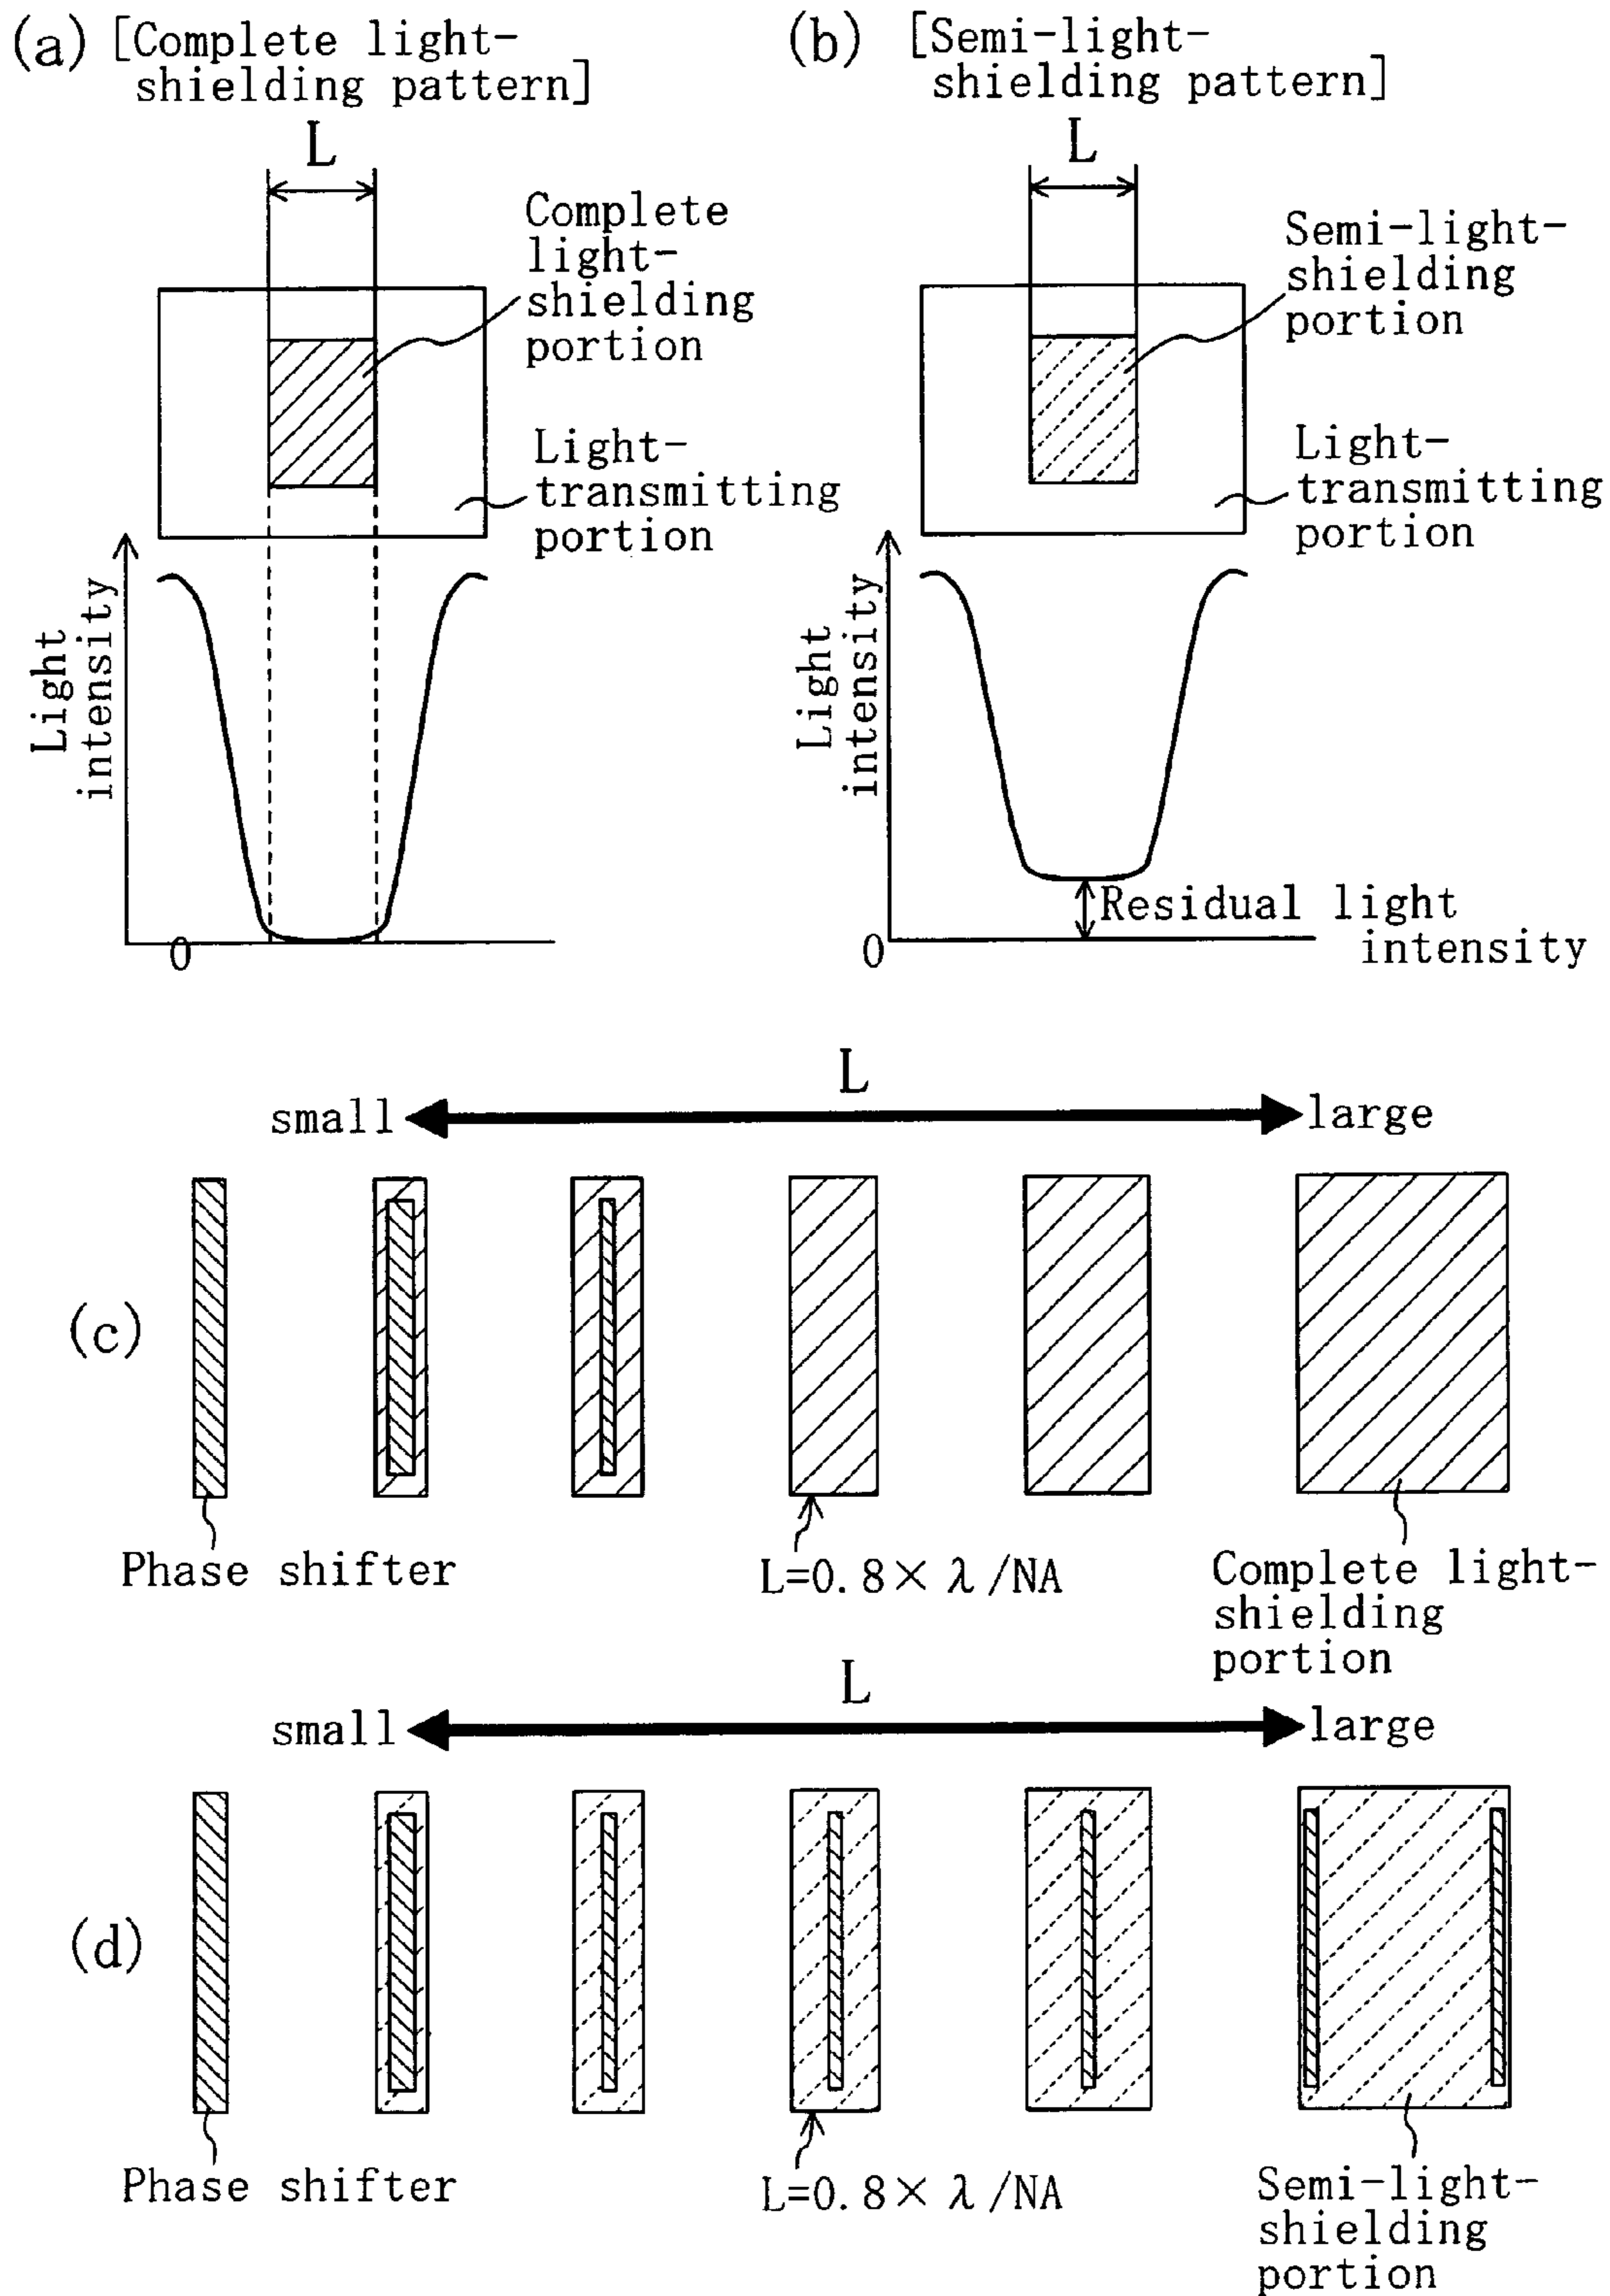 (a) [Complete light-
shielding pattern]
L
Complete
light-
shielding
portion
Light-
transmitting
portion
Light
intensity
0
(b) [Semi-light-
shielding pattern]
L
Semi-light-
shielding
portion
Light-
transmitting
portion
Light
intensity
Residual light
intensity
0
L
small
large
(c)
Phase shifter
L=0.8× λ/NA
Complete light-
shielding
portion
L
small
large
(d)
Phase shifter
L=0.8× λ/NA
Semi-light-
shielding
portion